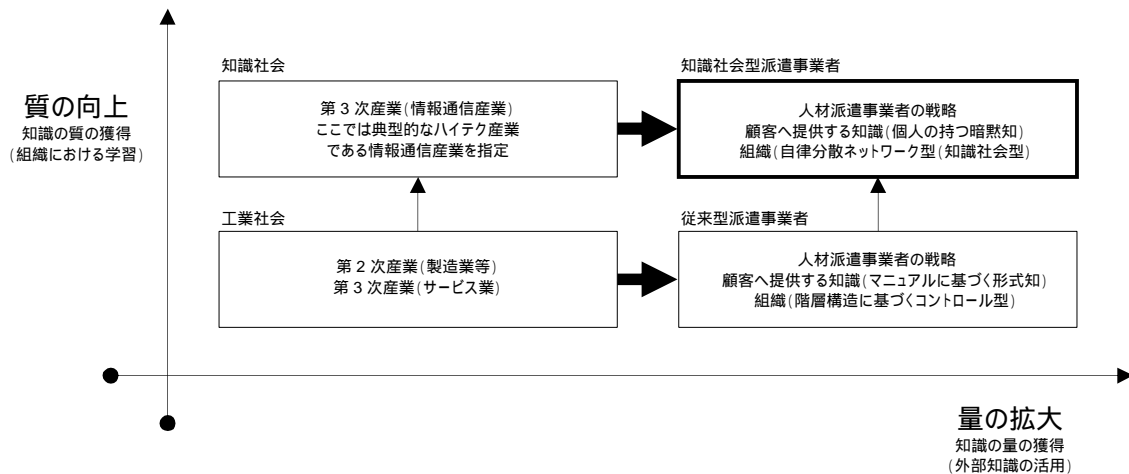 質の向上
知識の質の獲得
(組織における学習)
知識社会
第３次産業(情報通信産業)
ここでは典型的なハイテク産業
である情報通信産業を指定
知識社会型派遣事業者
人材派遣事業者の戦略
顧客へ提供する知識(個人の持つ暗黙知)
組織(自律分散ネットワーク型(知識社会型)
工業社会
第２次産業(製造業等)
第３次産業(サービス業)
従来型派遣事業者
人材派遣事業者の戦略
顧客へ提供する知識(マニュアルに基づく形式知)
組織(階層構造に基づくコントロール型)
量の拡大
知識の量の獲得
(外部知識の活用)